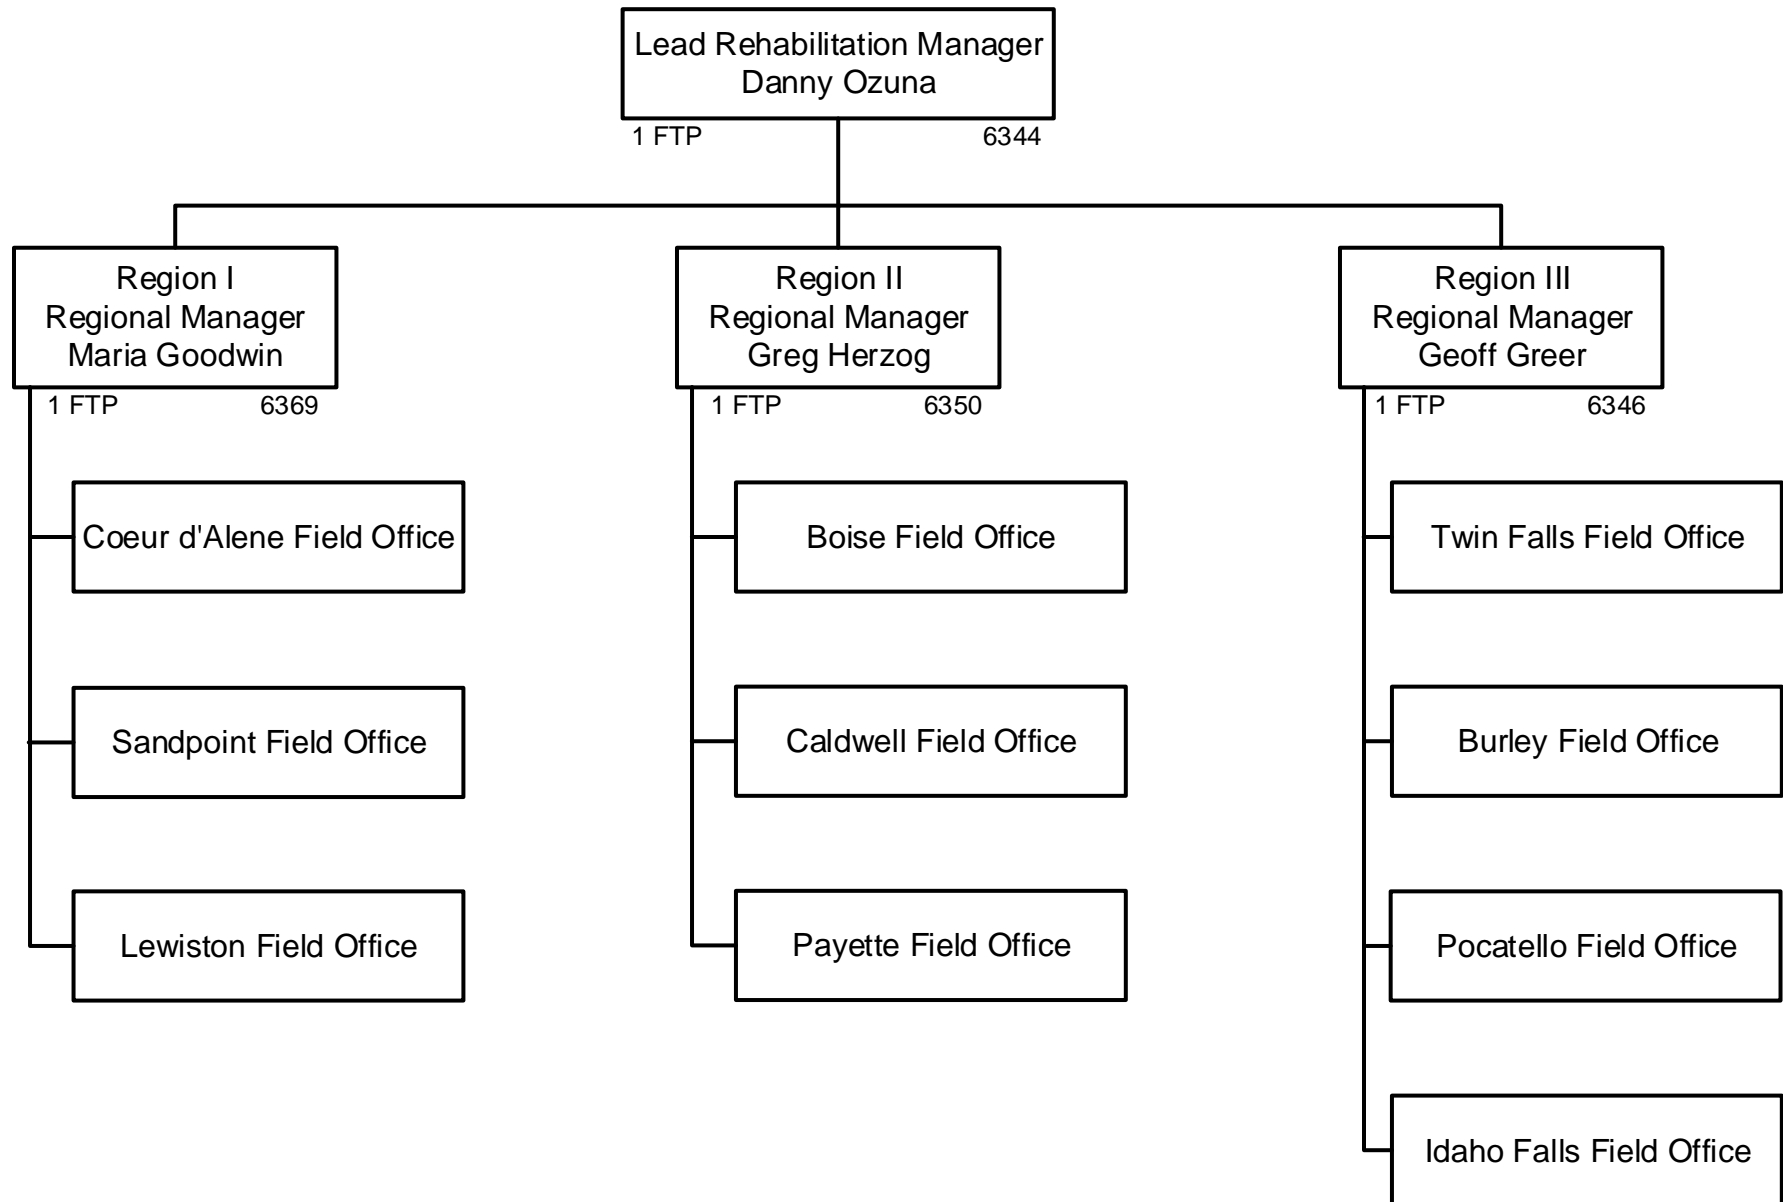 Lead Rehabilitation Manager
Danny Ozuna
1 FTP 6344
Region I
Regional Manager
Maria Goodwin
1 FTP 6369
Coeur d'Alene Field Office
Sandpoint Field Office
Lewiston Field Office
Region II
Regional Manager
Greg Herzog
1 FTP 6350
Boise Field Office
Caldwell Field Office
Payette Field Office
Region III
Regional Manager
Geoff Greer
1 FTP 6346
Twin Falls Field Office
Burley Field Office
Pocatello Field Office
Idaho Falls Field Office